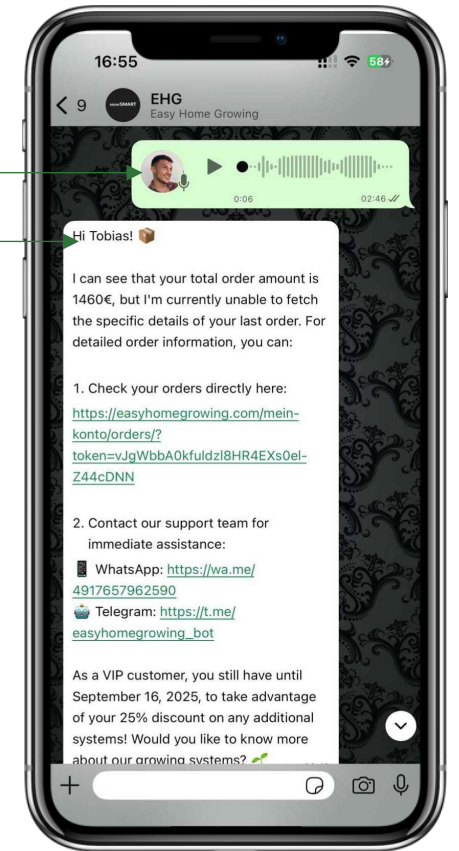 16:55
58
9
growSMART
EHG
Easy Home Growing
0:06
02:46
Hi Tobias! 📦
I can see that your total order amount is
1460€, but I'm currently unable to fetch
the specific details of your last order. For
detailed order information, you can:
1. Check your orders directly here:
https://easyhomegrowing.com/mein-
konto/orders/?
token=vJgWbbA0kfuldzl8HR4EXs0el-
Z44cDNN
2. Contact our support team for
immediate assistance:
📱 WhatsApp: https://wa.me/
4917657962590
🤖 Telegram: https://t.me/
easyhomegrowing_bot
As a VIP customer, you still have until
September 16, 2025, to take advantage
of your 25% discount on any additional
systems! Would you like to know more
about our growing systems? 🌱